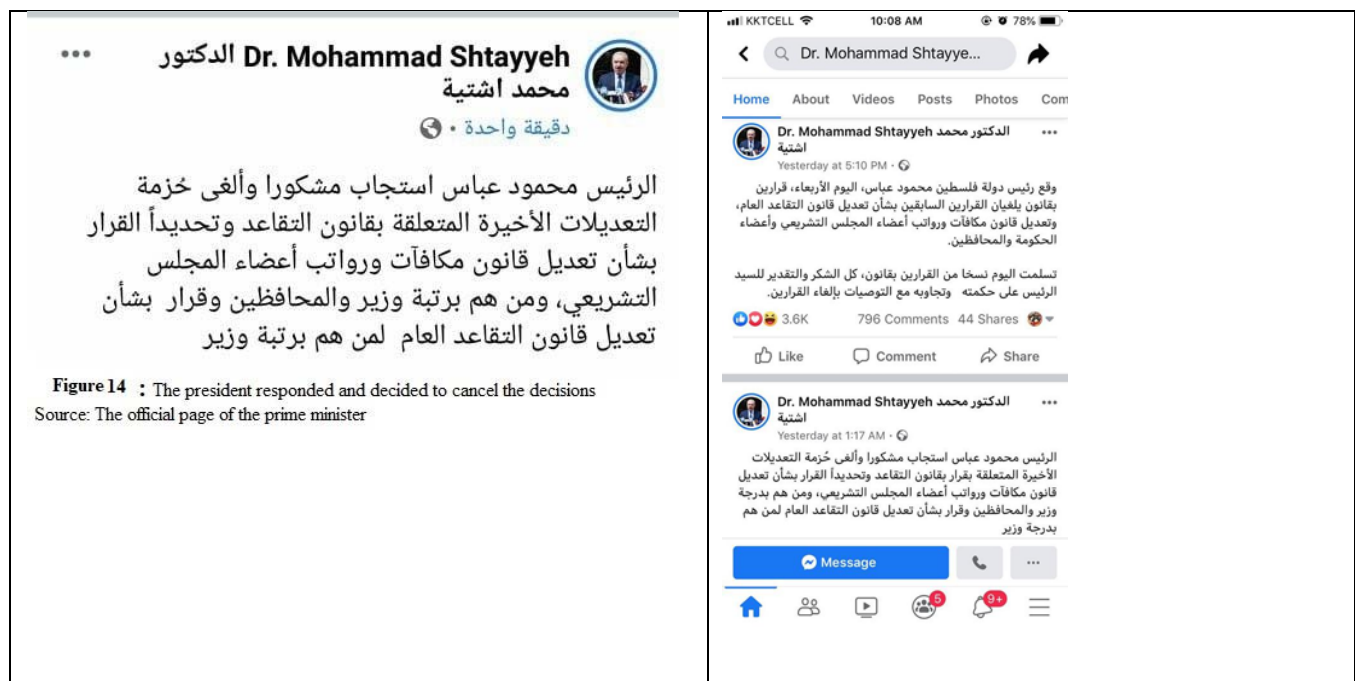 Dr. Mohammad Shtayyeh الدكتور
محمد اشتية
دقيقة واحدة ·
الرئيس محمود عباس استجاب مشكورا وألغى حُزمة
التعديلات الأخيرة المتعلقة بقانون التقاعد وتحديداً القرار
بشأن تعديل قانون مكافآت ورواتب أعضاء المجلس
التشريعي، ومن هم برتبة وزير والمحافظين وقرار بشأن
تعديل قانون التقاعد العام لمن هم برتبة وزير
Figure 14 : The president responded and decided to cancel the decisions
Source: The official page of the prime minister
KKTCELL 10:08 AM 78%
Dr. Mohammad Shtayye...
Home About Videos Posts Photos Com
Dr. Mohammad Shtayyeh الدكتور محمد
اشتية
Yesterday at 5:10 PM ·
وقع رئيس دولة فلسطين محمود عباس، اليوم الأربعاء، قرارين
بقانون يلغيان القرارين السابقين بشأن تعديل قانون التقاعد العام،
وتعديل قانون مكافآت ورواتب أعضاء المجلس التشريعي وأعضاء
الحكومة والمحافظين.
تسلمت اليوم نسخا من القرارين بقانون، كل الشكر والتقدير للسيد
الرئيس على حكمته وتجاوبه مع التوصيات بإلغاء القرارين.
3.6K 796 Comments 44 Shares
Like Comment Share
Dr. Mohammad Shtayyeh الدكتور محمد
اشتية
Yesterday at 1:17 AM ·
الرئيس محمود عباس استجاب مشكورا وألغى حُزمة التعديلات
الأخيرة المتعلقة بقرار بقانون التقاعد وتحديداً القرار بشأن تعديل
قانون مكافآت ورواتب أعضاء المجلس التشريعي، ومن هم بدرجة
وزير والمحافظين وقرار بشأن تعديل قانون التقاعد العام لمن هم
بدرجة وزير
Message
5 9+